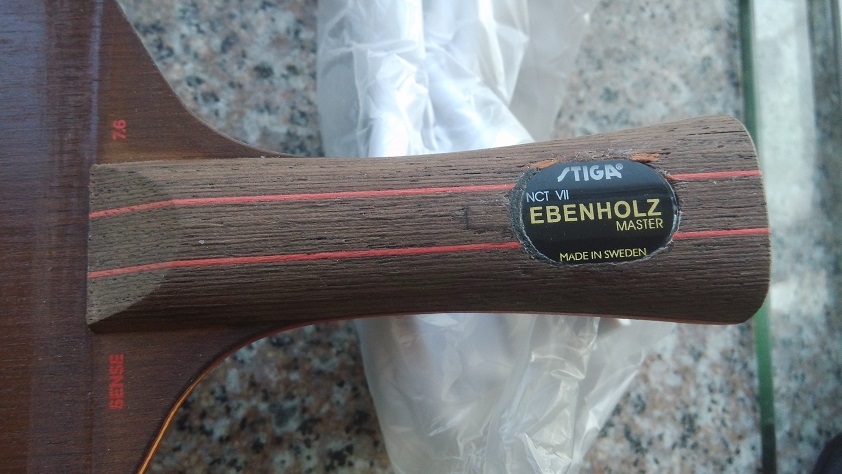 7.6
SENSE
STIGA®
NCT VII
EBENHOLZ
MASTER
MADE IN SWEDEN